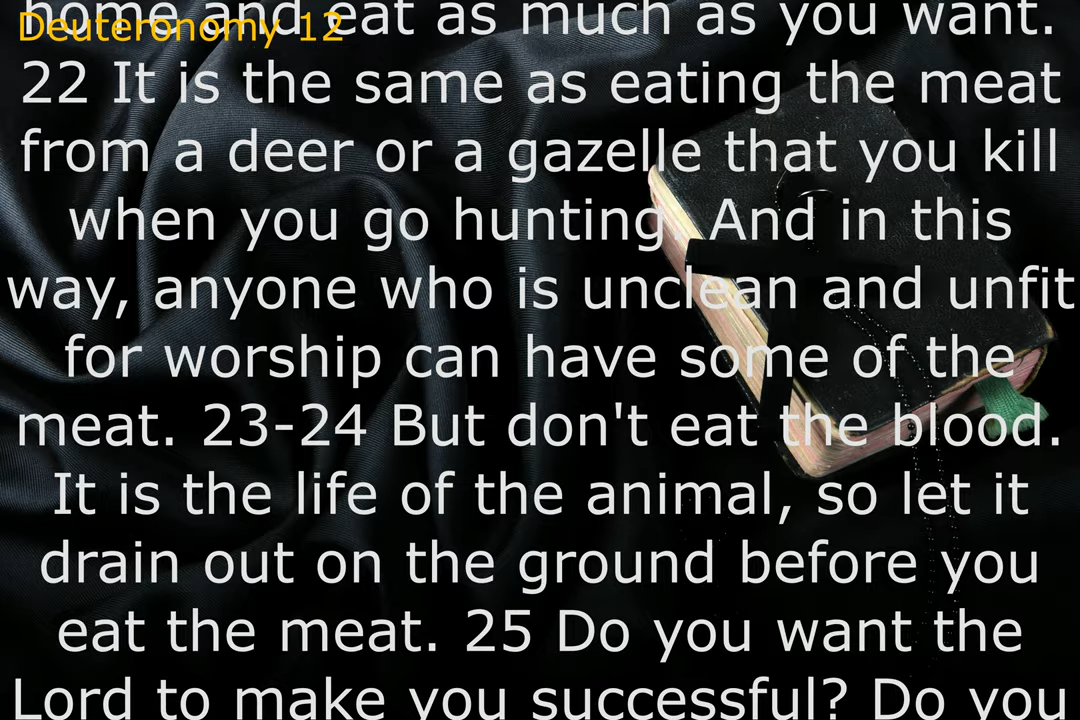 home and eat as much as you want.
Deuteronomy 12
22 It is the same as eating the meat
from a deer or a gazelle that you kill
when you go hunting. And in this
way, anyone who is unclean and unfit
for worship can have some of the
meat. 23-24 But don't eat the blood.
It is the life of the animal, so let it
drain out on the ground before you
eat the meat. 25 Do you want the
Lord to make you successful? Do you